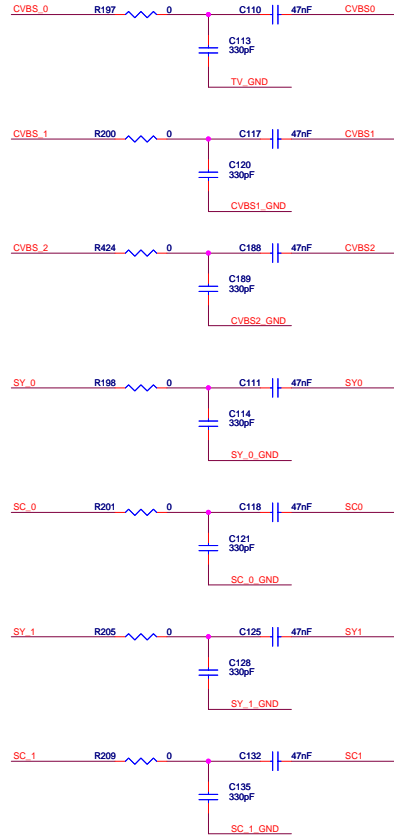 CVBS_0 R197 0 C110 47nF CVBS0
C113
330pF
TV_GND
CVBS_1 R200 0 C117 47nF CVBS1
C120
330pF
CVBS1_GND
CVBS_2 R424 0 C188 47nF CVBS2
C189
330pF
CVBS2_GND
SY_0 R198 0 C111 47nF SY0
C114
330pF
SY_0_GND
SC_0 R201 0 C118 47nF SC0
C121
330pF
SC_0_GND
SY_1 R205 0 C125 47nF SY1
C128
330pF
SY_1_GND
SC_1 R209 0 C132 47nF SC1
C135
330pF
SC_1_GND